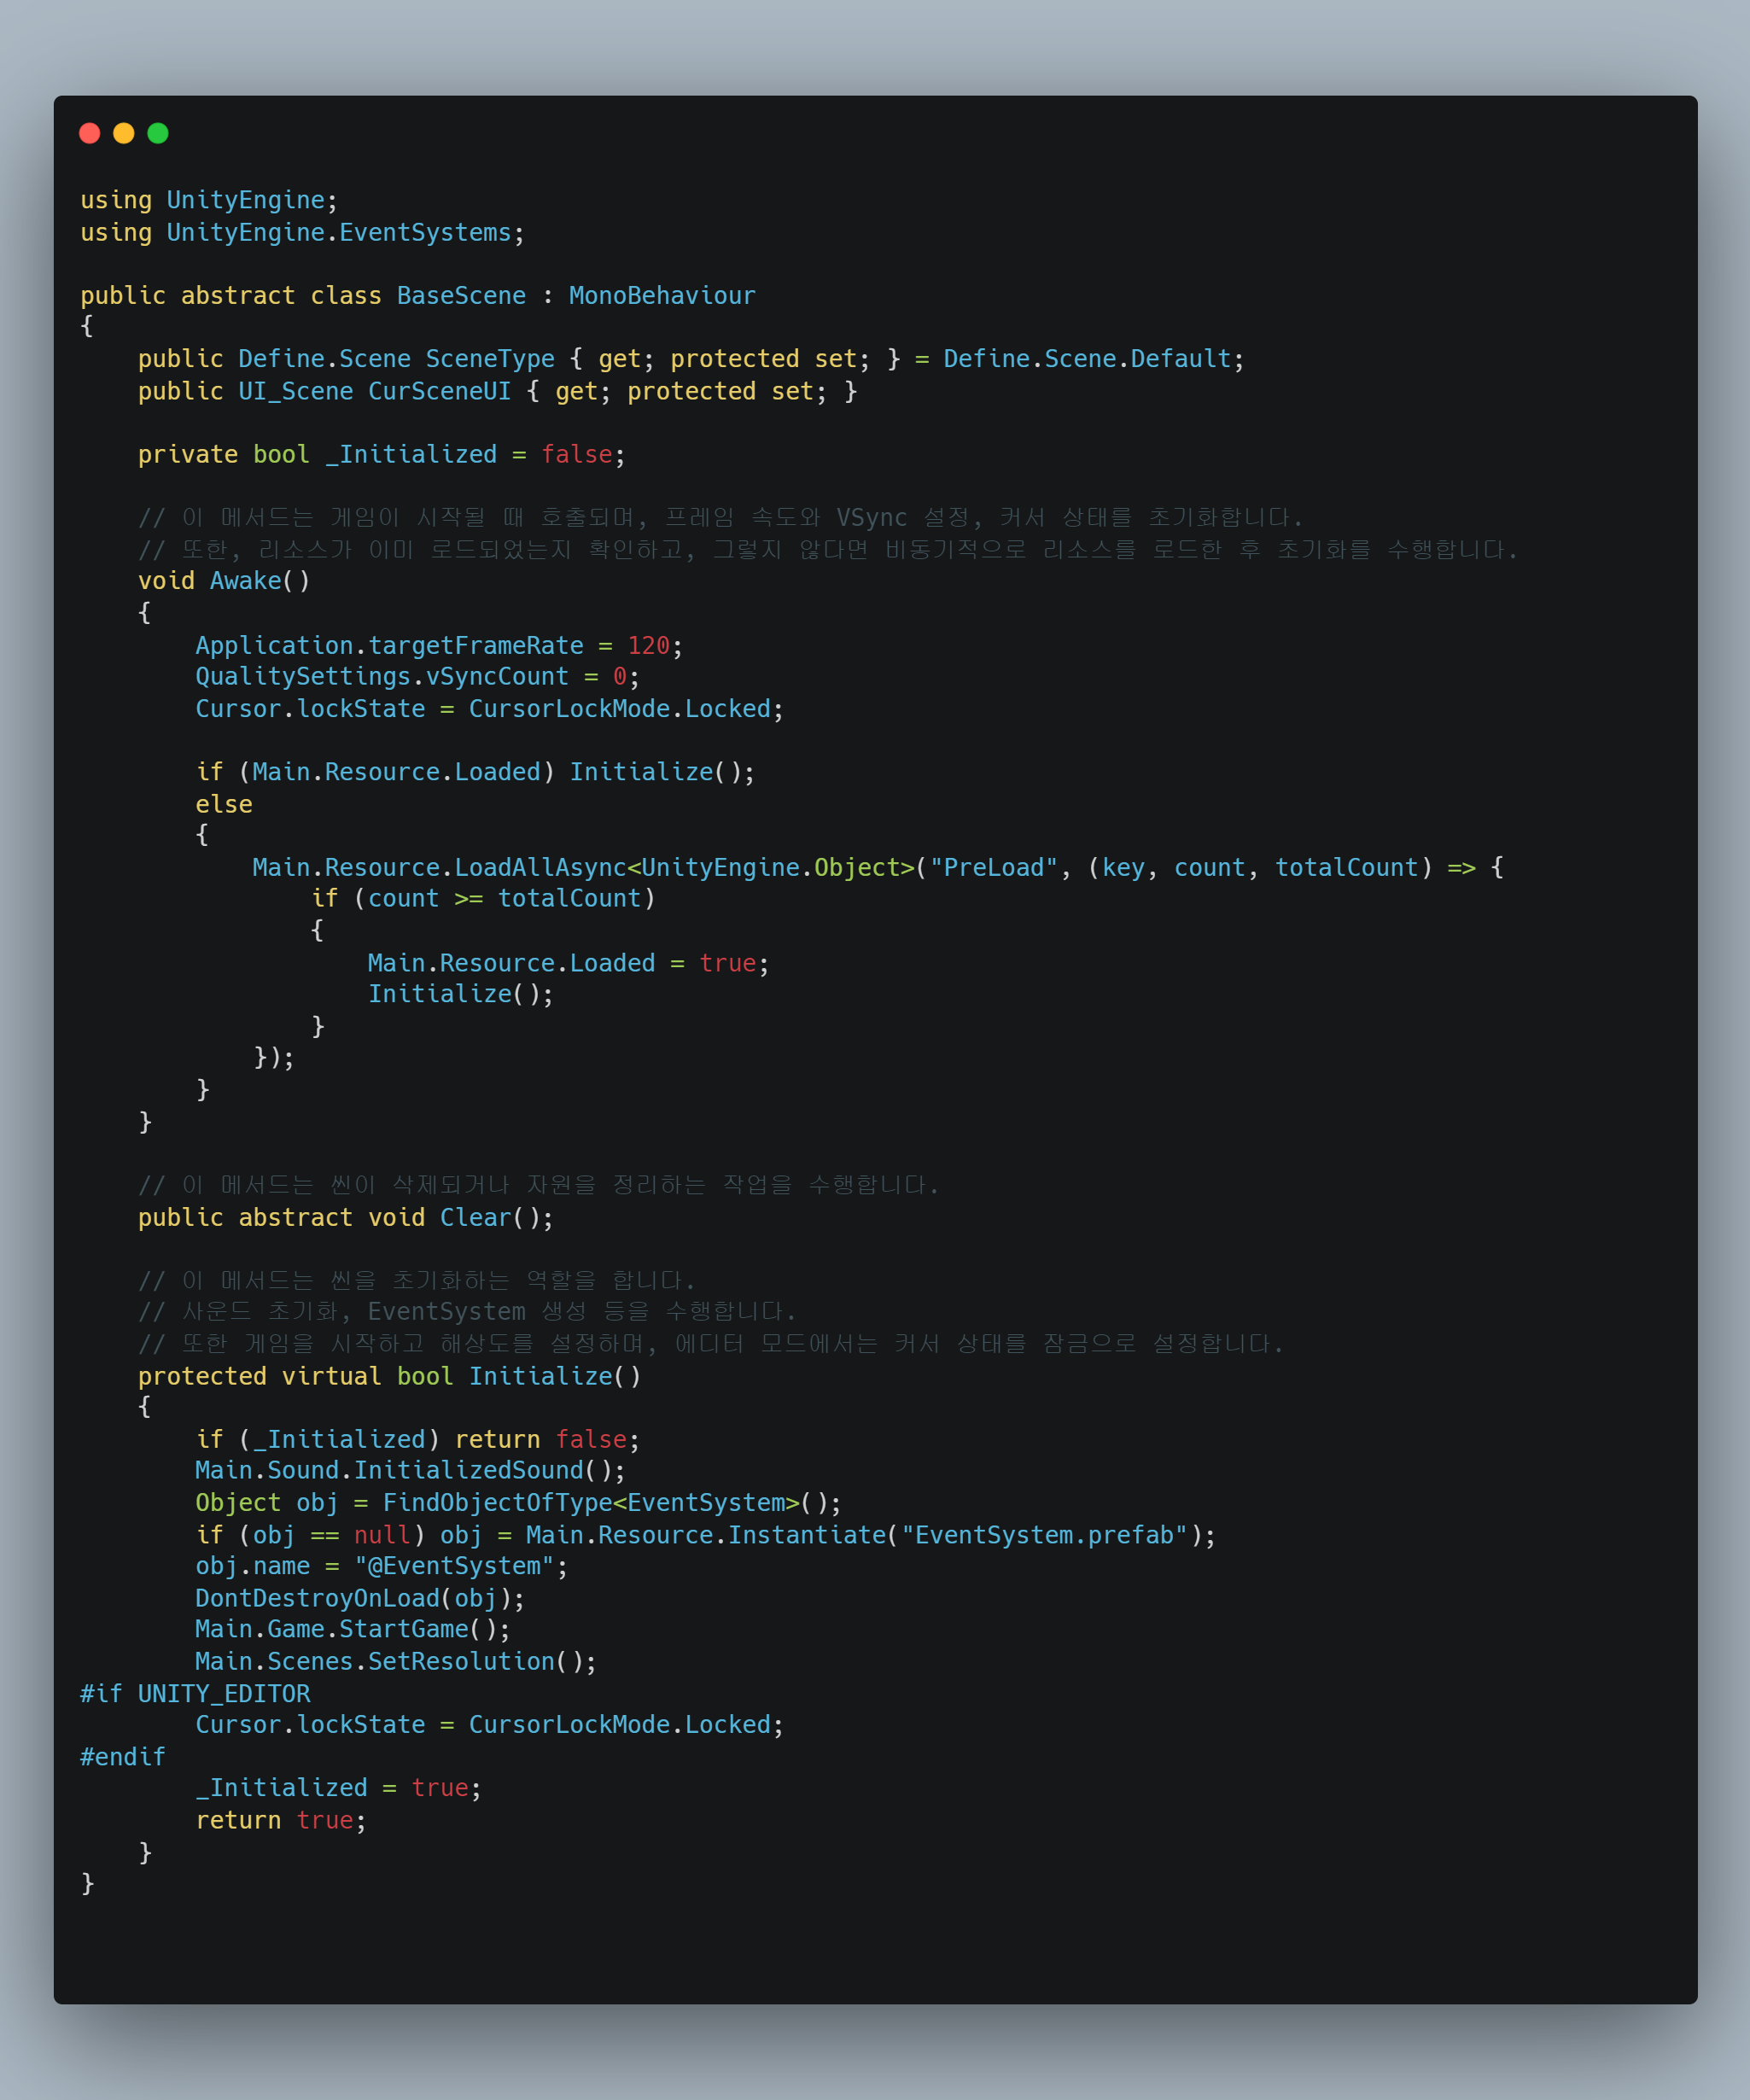 using UnityEngine;
using UnityEngine.EventSystems;

public abstract class BaseScene : MonoBehaviour
{
    public Define.Scene SceneType { get; protected set; } = Define.Scene.Default;
    public UI_Scene CurSceneUI { get; protected set; }

    private bool _Initialized = false;

    // 이 메서드는 게임이 시작될 때 호출되며, 프레임 속도와 VSync 설정, 커서 상태를 초기화합니다.
    // 또한, 리소스가 이미 로드되었는지 확인하고, 그렇지 않다면 비동기적으로 리소스를 로드한 후 초기화를 수행합니다.
    void Awake()
    {
        Application.targetFrameRate = 120;
        QualitySettings.vSyncCount = 0;
        Cursor.lockState = CursorLockMode.Locked;

        if (Main.Resource.Loaded) Initialize();
        else
        {
            Main.Resource.LoadAllAsync<UnityEngine.Object>("PreLoad", (key, count, totalCount) => {
                if (count >= totalCount)
                {
                    Main.Resource.Loaded = true;
                    Initialize();
                }
            });
        }
    }

    // 이 메서드는 씬이 삭제되거나 자원을 정리하는 작업을 수행합니다.
    public abstract void Clear();

    // 이 메서드는 씬을 초기화하는 역할을 합니다.
    // 사운드 초기화, EventSystem 생성 등을 수행합니다.
    // 또한 게임을 시작하고 해상도를 설정하며, 에디터 모드에서는 커서 상태를 잠금으로 설정합니다.
    protected virtual bool Initialize()
    {
        if (_Initialized) return false;
        Main.Sound.InitializedSound();
        Object obj = FindObjectOfType<EventSystem>();
        if (obj == null) obj = Main.Resource.Instantiate("EventSystem.prefab");
        obj.name = "@EventSystem";
        DontDestroyOnLoad(obj);
        Main.Game.StartGame();
        Main.Scenes.SetResolution();
#if UNITY_EDITOR
        Cursor.lockState = CursorLockMode.Locked;
#endif
        _Initialized = true;
        return true;
    }
}